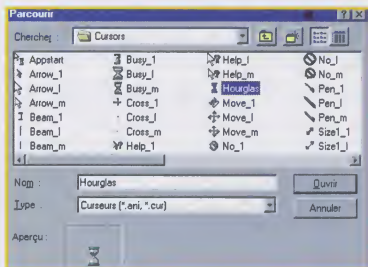 Parcourir
Chercher : Cursors
Appstart Busy_1 Help_l No_l
Arrow_1 Busy_l Help_m No_m
Arrow_l Busy_m Hourglas Pen_1
Arrow_m Cross_1 Move_1 Pen_l
Beam_1 Cross_l Move_l Pen_m
Beam_l Cross_m Move_m Size1_1
Beam_m Help_1 No_1 Size1_l
Nom : Hourglas Ouvrir
Type : Curseurs (*.ani, *.cur) Annuler
Aperçu :